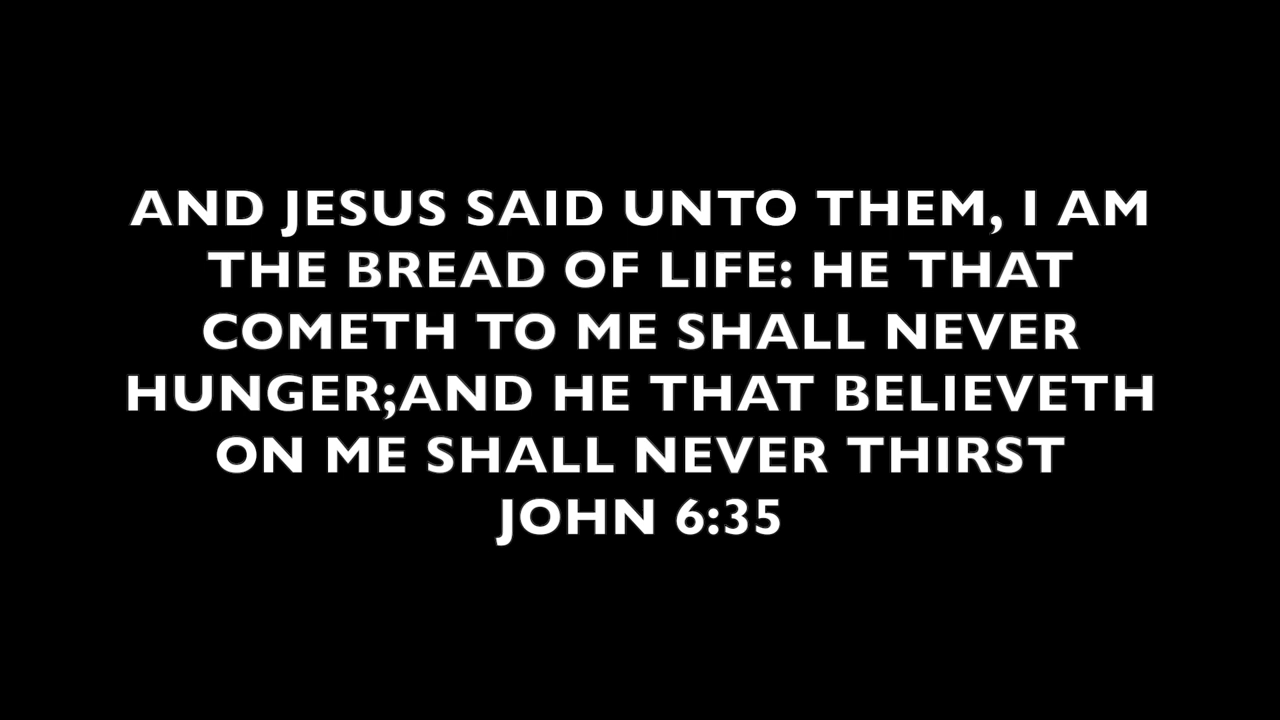 AND JESUS SAID UNTO THEM, I AM
THE BREAD OF LIFE: HE THAT
COMETH TO ME SHALL NEVER
HUNGER;AND HE THAT BELIEVETH
ON ME SHALL NEVER THIRST
JOHN 6:35